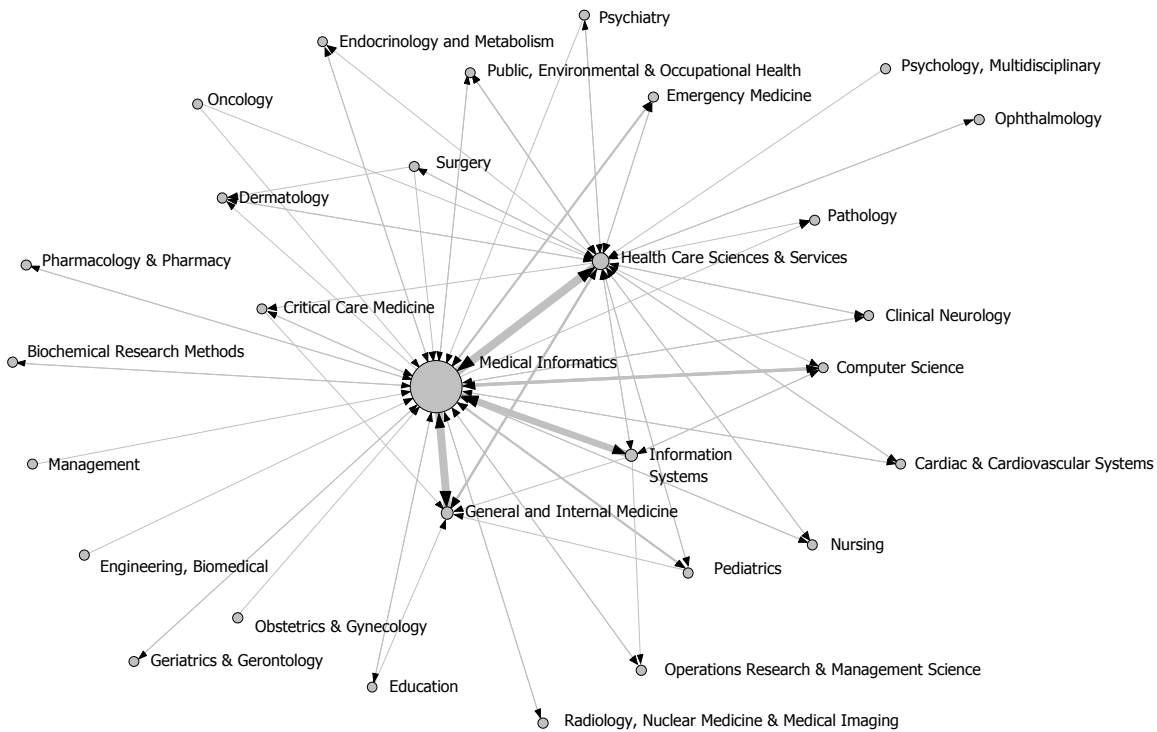 Psychiatry
Endocrinology and Metabolism
Public, Environmental & Occupational Health
Psychology, Multidisciplinary
Emergency Medicine
Oncology
Ophthalmology
Surgery
Dermatology
Pathology
Pharmacology & Pharmacy
Health Care Sciences & Services
Critical Care Medicine
Clinical Neurology
Biochemical Research Methods
Medical Informatics
Computer Science
Management
Information
Systems
Cardiac & Cardiovascular Systems
General and Internal Medicine
Nursing
Engineering, Biomedical
Pediatrics
Obstetrics & Gynecology
Geriatrics & Gerontology
Operations Research & Management Science
Education
Radiology, Nuclear Medicine & Medical Imaging